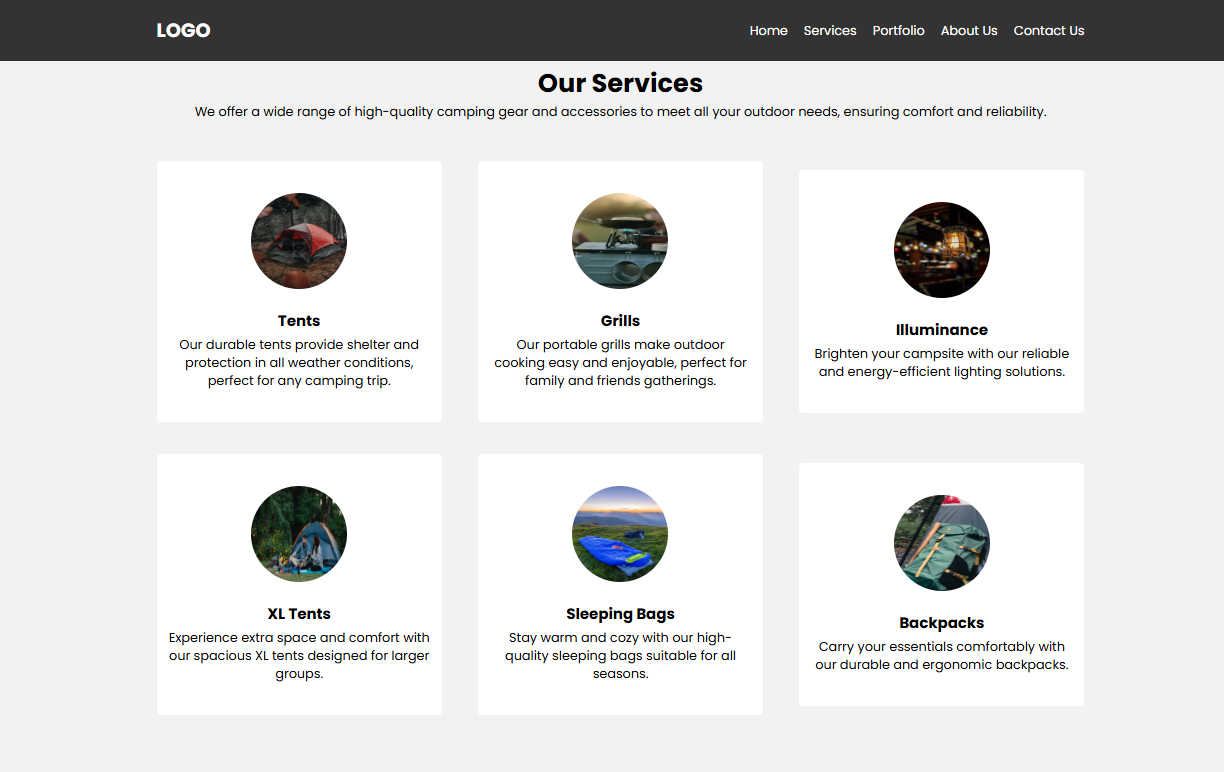 LOGO
Home Services Portfolio About Us Contact Us
Our Services
We offer a wide range of high-quality camping gear and accessories to meet all your outdoor needs, ensuring comfort and reliability.
Tents
Our durable tents provide shelter and
protection in all weather conditions,
perfect for any camping trip.
Grills
Our portable grills make outdoor
cooking easy and enjoyable, perfect for
family and friends gatherings.
Illuminance
Brighten your campsite with our reliable
and energy-efficient lighting solutions.
XL Tents
Experience extra space and comfort with
our spacious XL tents designed for larger
groups.
Sleeping Bags
Stay warm and cozy with our high-
quality sleeping bags suitable for all
seasons.
Backpacks
Carry your essentials comfortably with
our durable and ergonomic backpacks.